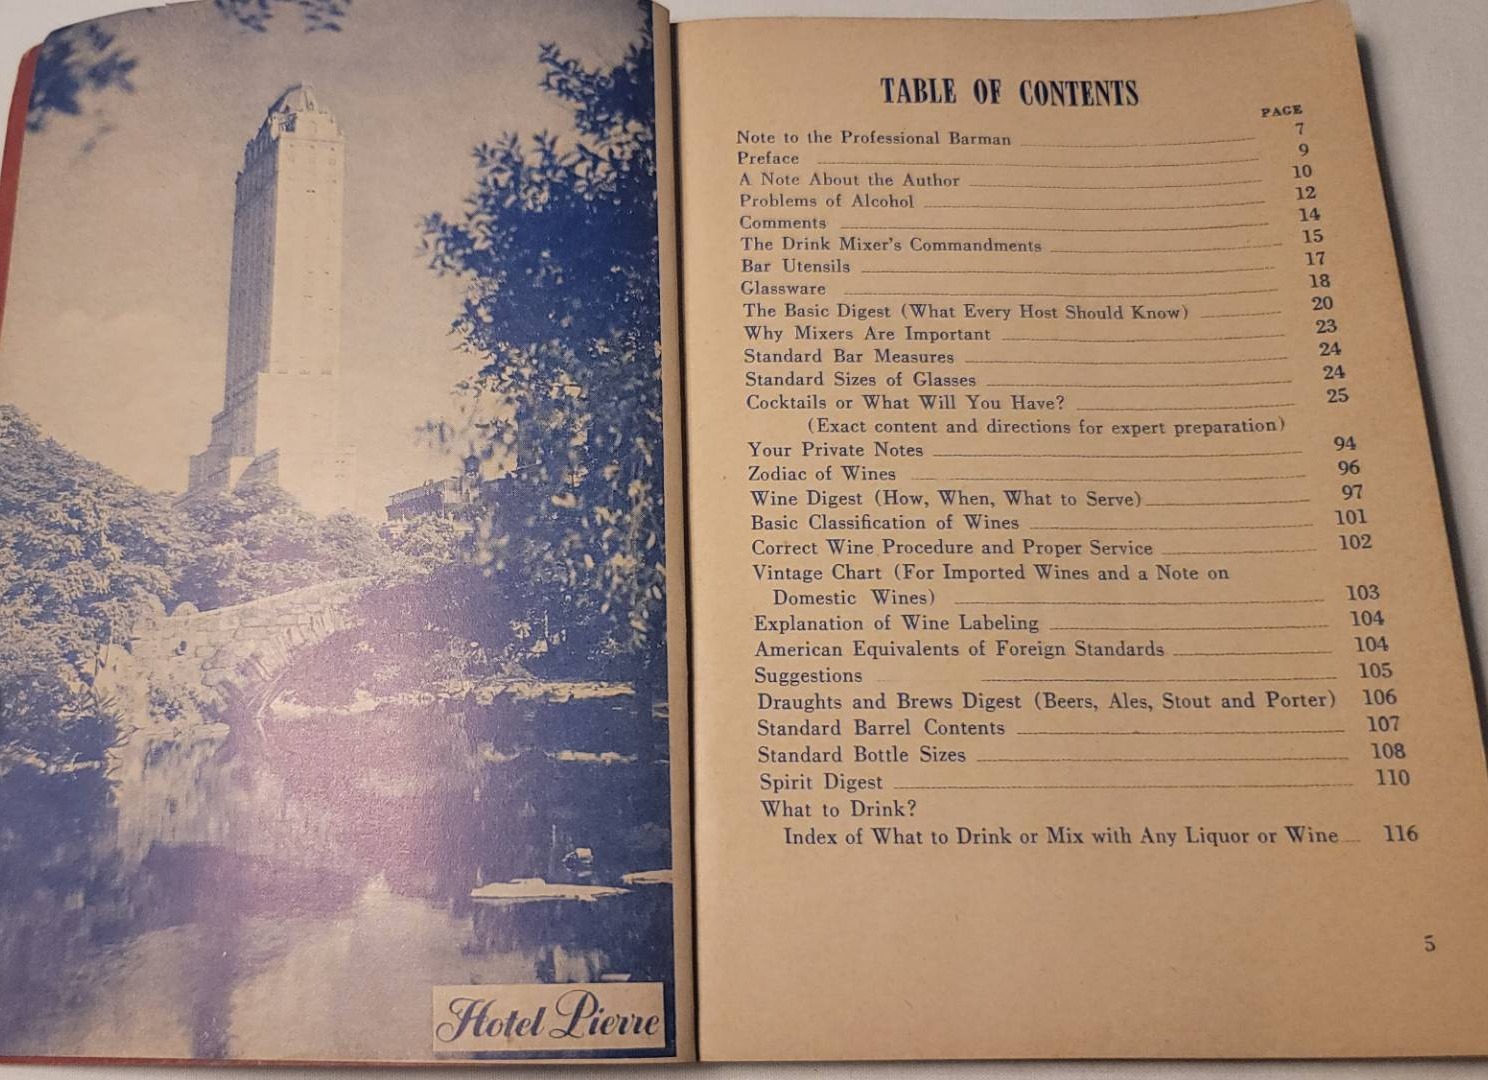 Hotel Pierre
TABLE OF CONTENTS
PAGE
Note to the Professional Barman 7
Preface 9
A Note About the Author 10
Problems of Alcohol 12
Comments 14
The Drink Mixer's Commandments 15
Bar Utensils 17
Glassware 18
The Basic Digest (What Every Host Should Know) 20
Why Mixers Are Important 23
Standard Bar Measures 24
Standard Sizes of Glasses 24
Cocktails or What Will You Have? 25
(Exact content and directions for expert preparation)
Your Private Notes 94
Zodiac of Wines 96
Wine Digest (How, When, What to Serve) 97
Basic Classification of Wines 101
Correct Wine Procedure and Proper Service 102
Vintage Chart (For Imported Wines and a Note on
Domestic Wines) 103
Explanation of Wine Labeling 104
American Equivalents of Foreign Standards 104
Suggestions 105
Draughts and Brews Digest (Beers, Ales, Stout and Porter) 106
Standard Barrel Contents 107
Standard Bottle Sizes 108
Spirit Digest 110
What to Drink?
Index of What to Drink or Mix with Any Liquor or Wine 116
5